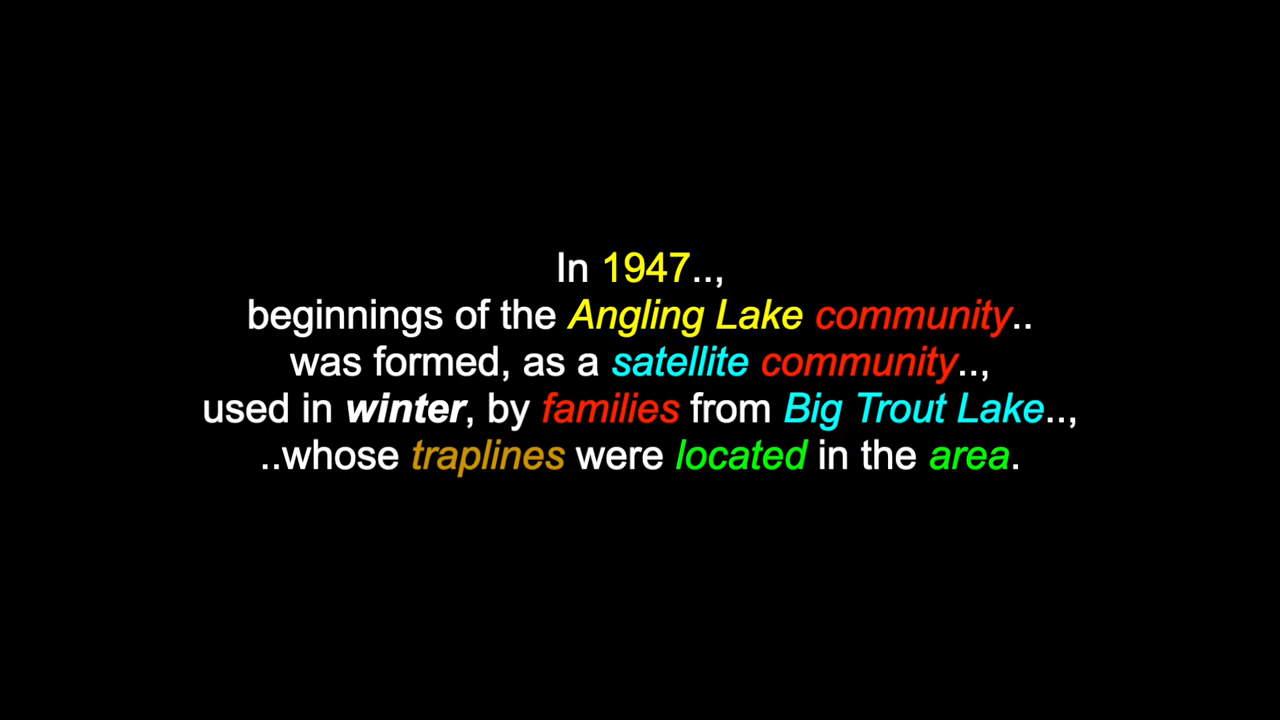 In 1947..,
beginnings of the Angling Lake community..
was formed, as a satellite community..,
used in winter, by families from Big Trout Lake..,
..whose traplines were located in the area.